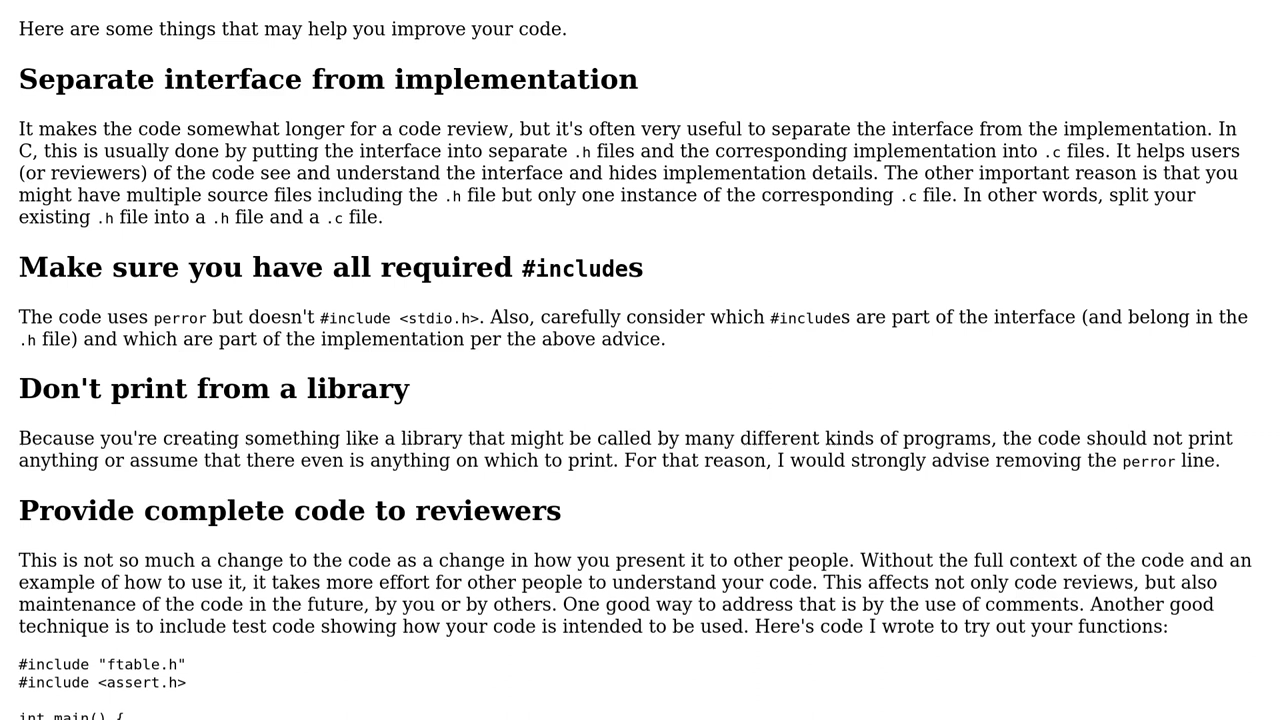 Here are some things that may help you improve your code.
Separate interface from implementation
It makes the code somewhat longer for a code review, but it's often very useful to separate the interface from the implementation. In
C, this is usually done by putting the interface into separate .h files and the corresponding implementation into .c files. It helps users
(or reviewers) of the code see and understand the interface and hides implementation details. The other important reason is that you
might have multiple source files including the .h file but only one instance of the corresponding .c file. In other words, split your
existing .h file into a .h file and a .c file.
Make sure you have all required #includes
The code uses perror but doesn't #include <stdio.h>. Also, carefully consider which #includes are part of the interface (and belong in the
.h file) and which are part of the implementation per the above advice.
Don't print from a library
Because you're creating something like a library that might be called by many different kinds of programs, the code should not print
anything or assume that there even is anything on which to print. For that reason, I would strongly advise removing the perror line.
Provide complete code to reviewers
This is not so much a change to the code as a change in how you present it to other people. Without the full context of the code and an
example of how to use it, it takes more effort for other people to understand your code. This affects not only code reviews, but also
maintenance of the code in the future, by you or by others. One good way to address that is by the use of comments. Another good
technique is to include test code showing how your code is intended to be used. Here's code I wrote to try out your functions:
#include "ftable.h"
#include <assert.h>
int main() {